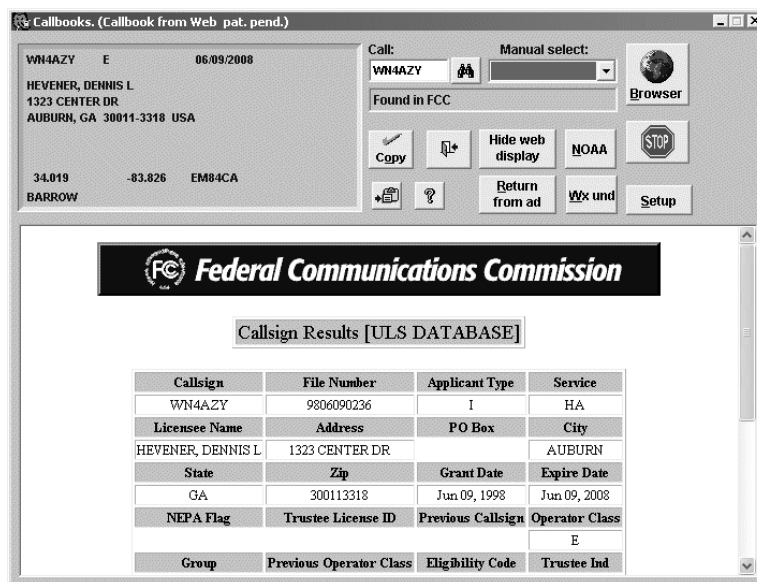 Callbooks. (Callbook from Web pat. pend.)
WN4AZY E 06/09/2008
HEVENER, DENNIS L
1323 CENTER DR
AUBURN, GA 30011-3318 USA
34.019 -83.826 EM84CA
BARROW
Call: Manual select:
WN4AZY
Found in FCC
Browser
Copy
Hide web display
NOAA
STOP
?
Return from ad
Wx und
Setup
FCC Federal Communications Commission
Callsign Results [ULS DATABASE]
Callsign File Number Applicant Type Service
WN4AZY 9806090236 I HA
Licensee Name Address PO Box City
HEVENER, DENNIS L 1323 CENTER DR AUBURN
State Zip Grant Date Expire Date
GA 300113318 Jun 09, 1998 Jun 09, 2008
NEPA Flag Trustee License ID Previous Callsign Operator Class
E
Group Previous Operator Class Eligibility Code Trustee Ind